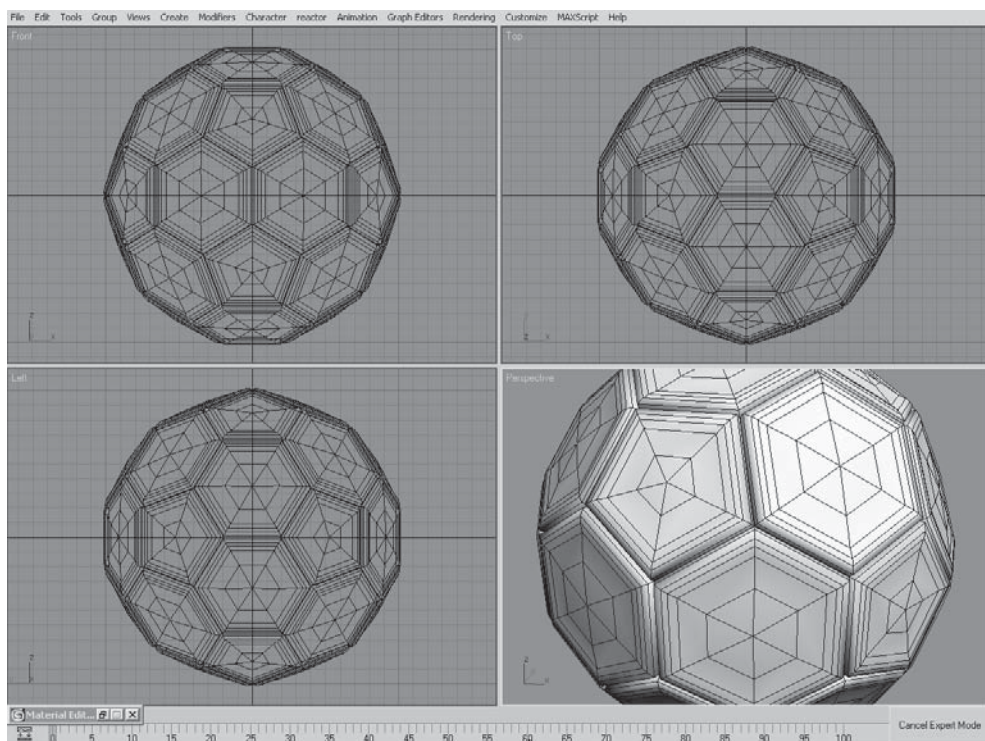 File Edit Tools Group Views Create Modifiers Character reactor Animation Graph Editors Rendering Customize MAXScript Help
Front
Top
Left
Perspective
Material Edit...
0 5 10 15 20 25 30 35 40 45 50 55 60 65 70 75 80 85 90 95 100
Cancel Expert Mode